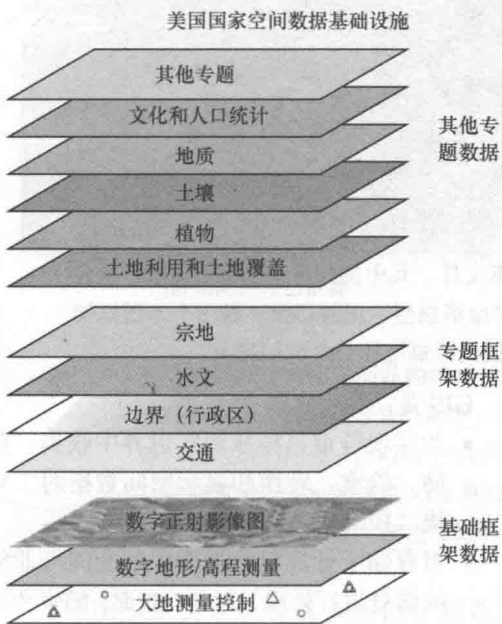 美国国家空间数据基础设施
其他专题
文化和人口统计
地质
土壤
植物
土地利用和土地覆盖
其他专
题数据
宗地
水文
边界（行政区）
交通
专题框
架数据
数字正射影像图
数字地形/高程测量
大地测量控制
基础框
架数据